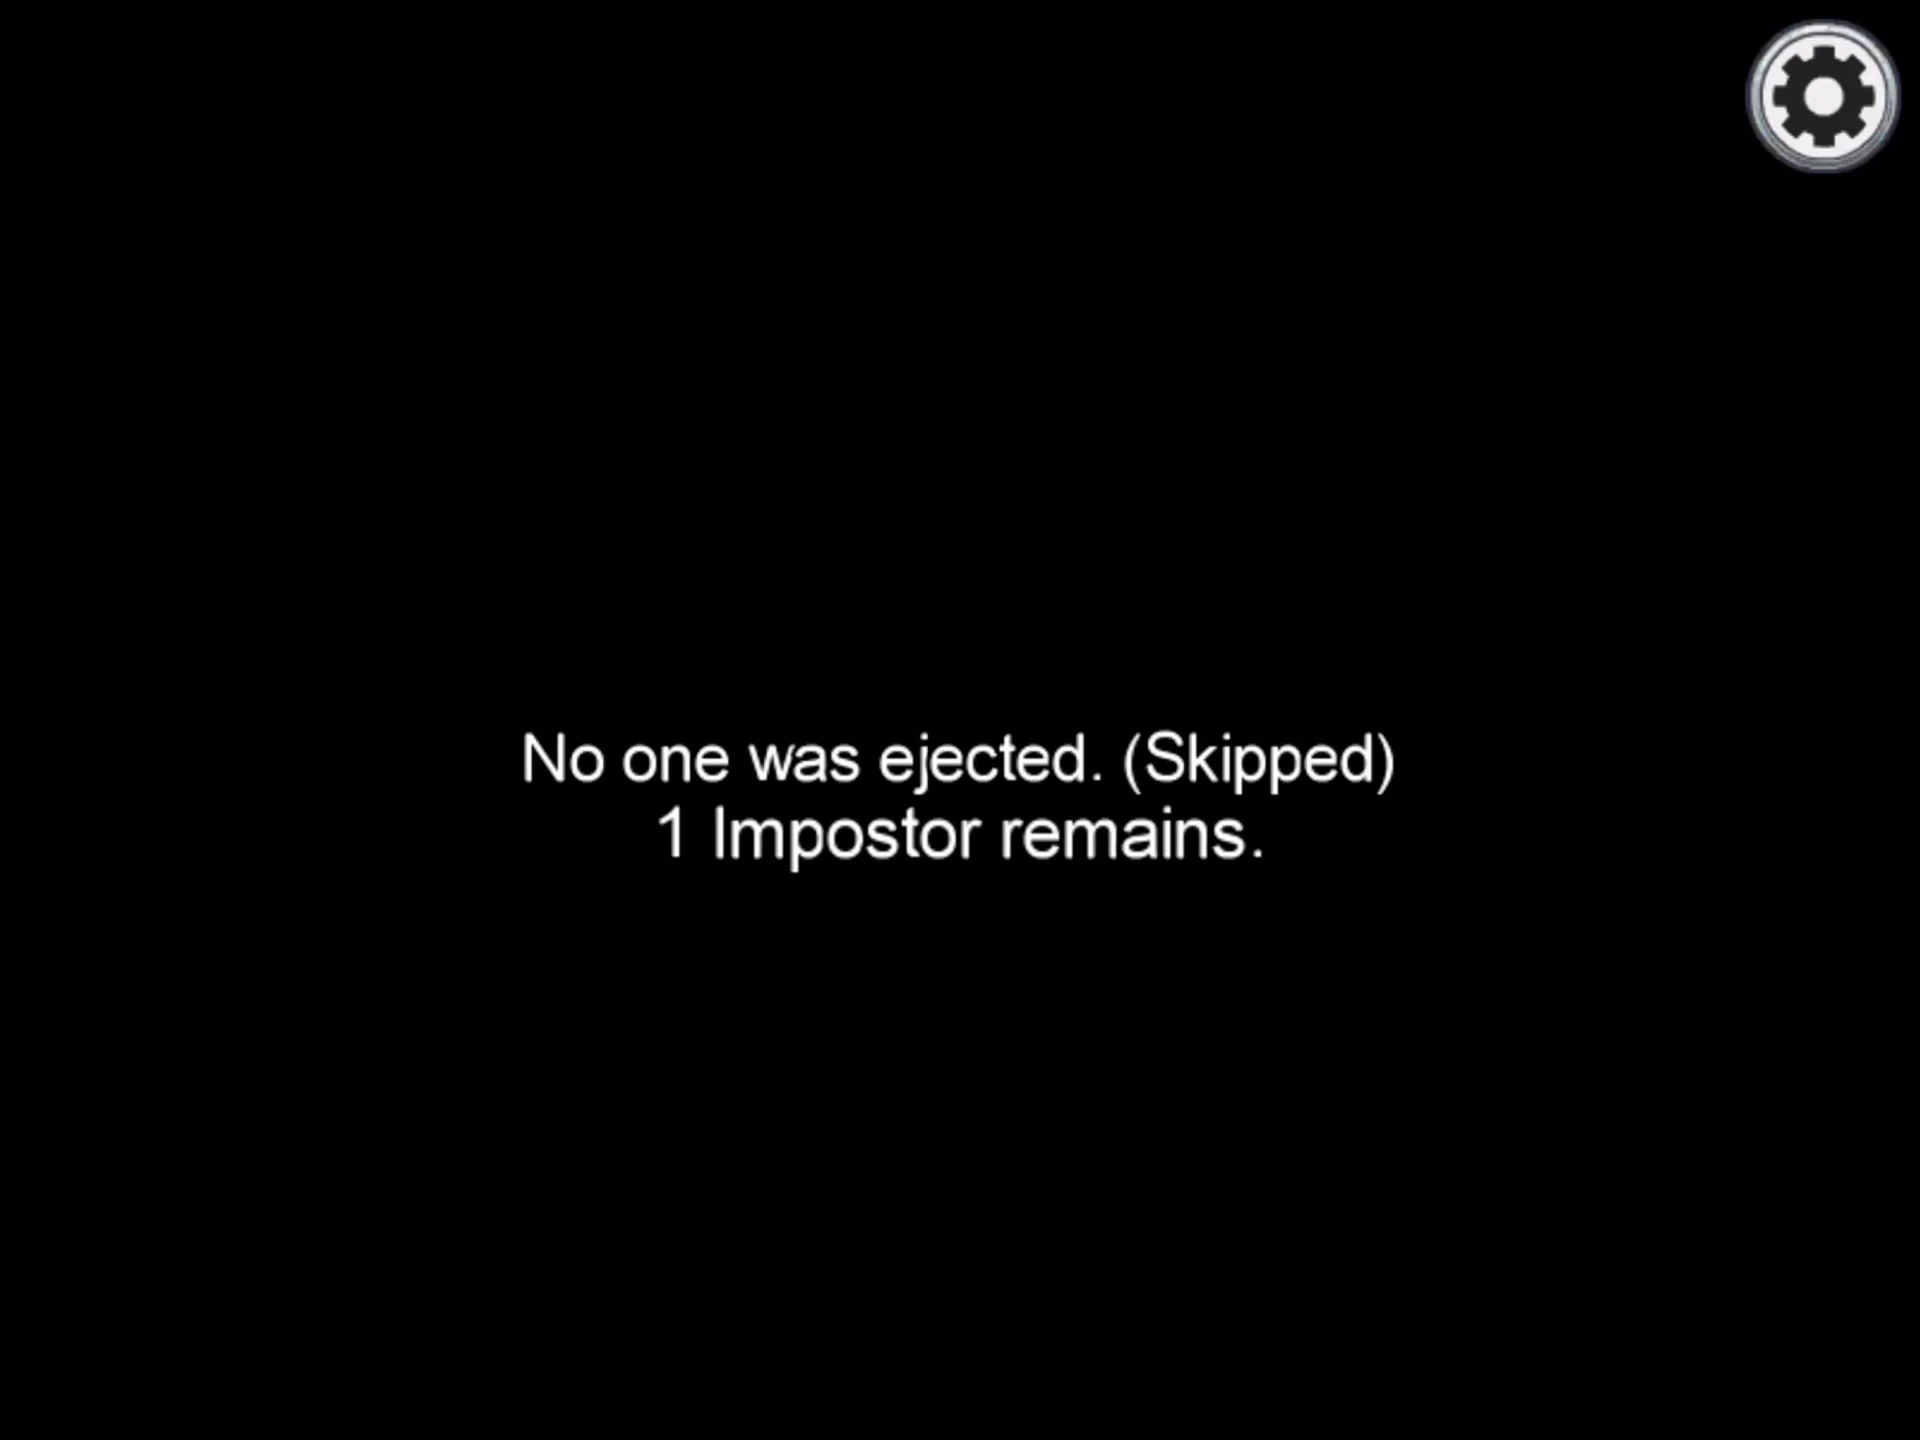 No one was ejected. (Skipped)
1 Impostor remains.